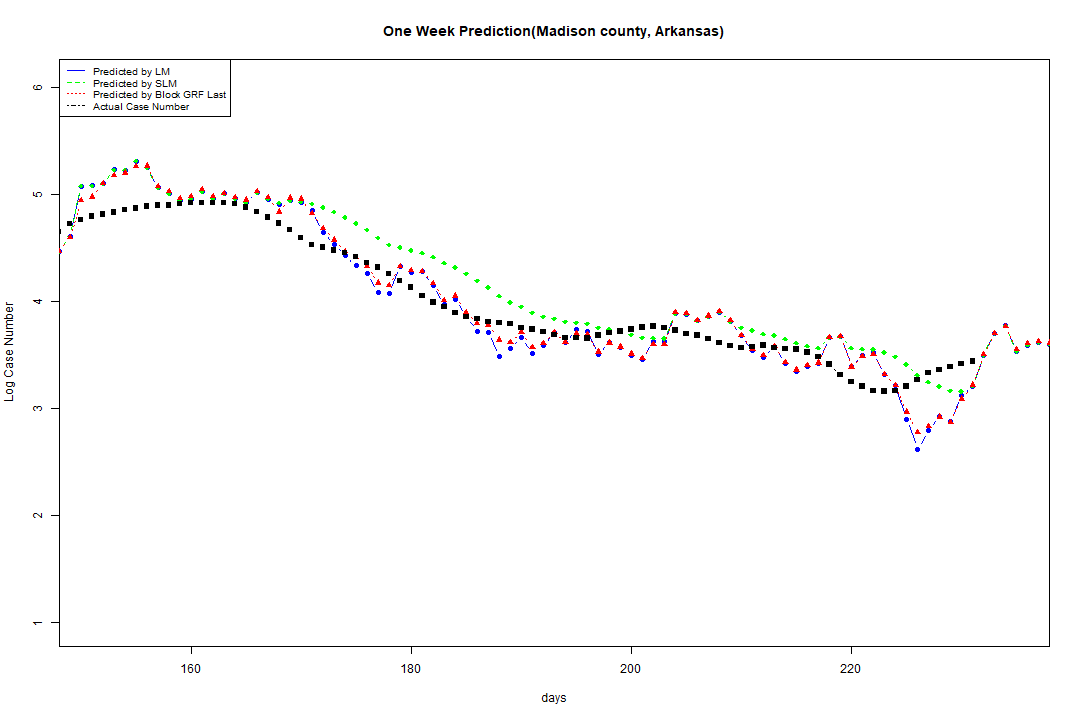 One Week Prediction(Madison county, Arkansas)
Predicted by LM
Predicted by SLM
Predicted by Block GRF Last
Actual Case Number
6
5
4
3
2
1
Log Case Number
160 180 200 220
days